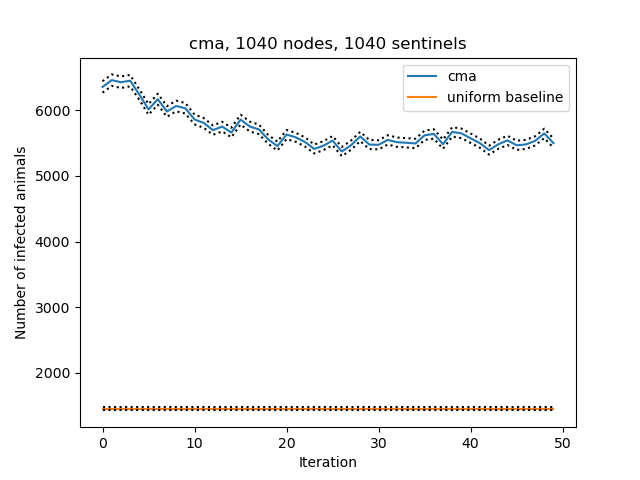 cma, 1040 nodes, 1040 sentinels
cma
uniform baseline
Number of infected animals
6000
5000
4000
3000
2000
0 10 20 30 40 50
Iteration